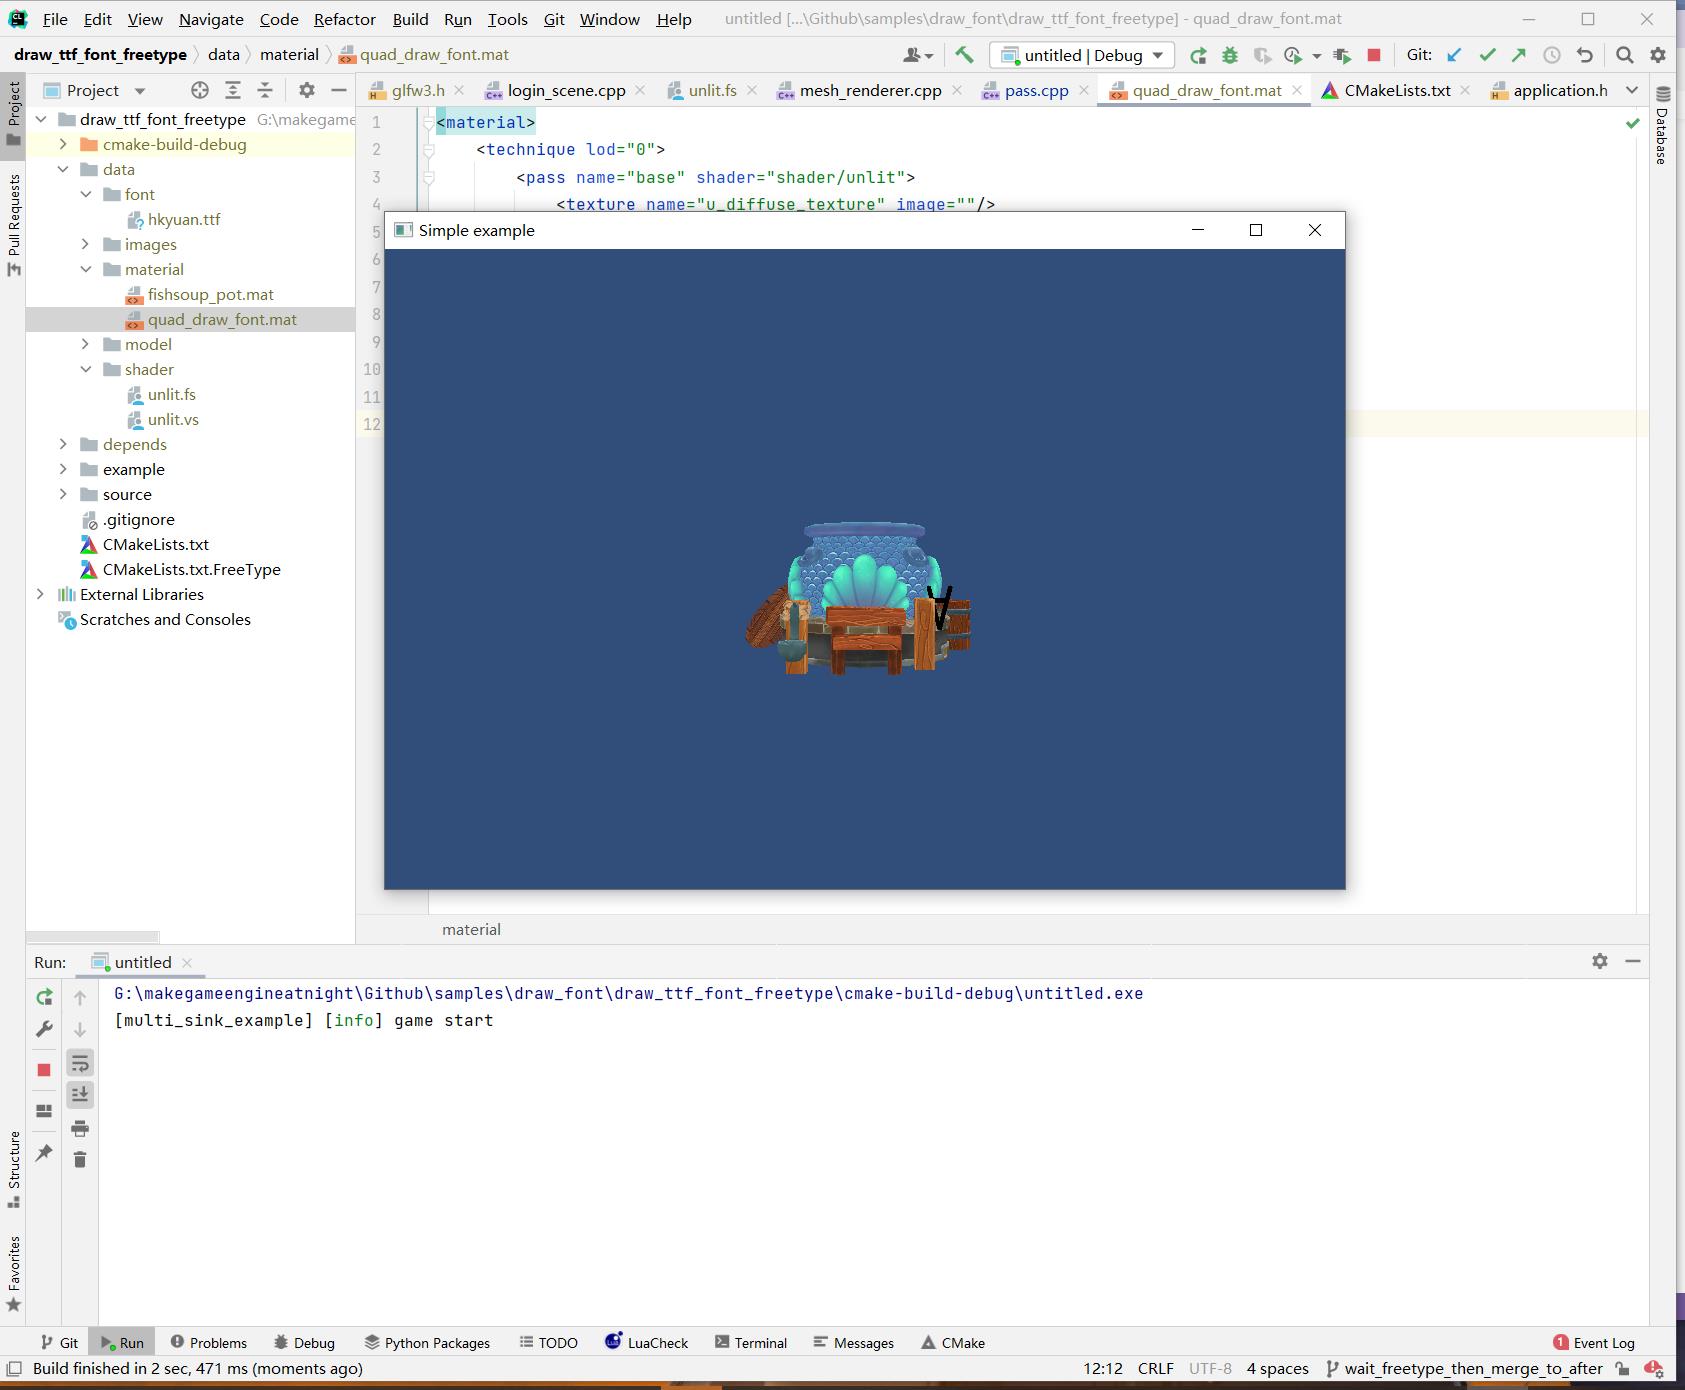 File Edit View Navigate Code Refactor Build Run Tools Git Window Help untitled [...\Github\samples\draw_font\draw_ttf_font_freetype] - quad_draw_font.mat
draw_ttf_font_freetype data material quad_draw_font.mat untitled | Debug Git:
Project
glfw3.h login_scene.cpp unlit.fs mesh_renderer.cpp pass.cpp quad_draw_font.mat CMakeLists.txt application.h
Project
Pull Requests
Structure
Favorites
Database
draw_ttf_font_freetype G:\makegame
cmake-build-debug
data
font
hkyuan.ttf
images
material
fishsoup_pot.mat
quad_draw_font.mat
model
shader
unlit.fs
unlit.vs
depends
example
source
.gitignore
CMakeLists.txt
CMakeLists.txt.FreeType
External Libraries
Scratches and Consoles
1 <material>
2 <technique lod="0">
3 <pass name="base" shader="shader/unlit">
4 <texture name="u_diffuse_texture" image=""/>
5
6
7
8
9
10
11
12
Simple example
A
material
Run: untitled
G:\makegameengineatnight\Github\samples\draw_font\draw_ttf_font_freetype\cmake-build-debug\untitled.exe
[multi_sink_example] [info] game start
Git Run Problems Debug Python Packages TODO LuaCheck Terminal Messages CMake 1 Event Log
Build finished in 2 sec, 471 ms (moments ago) 12:12 CRLF UTF-8 4 spaces wait_freetype_then_merge_to_after